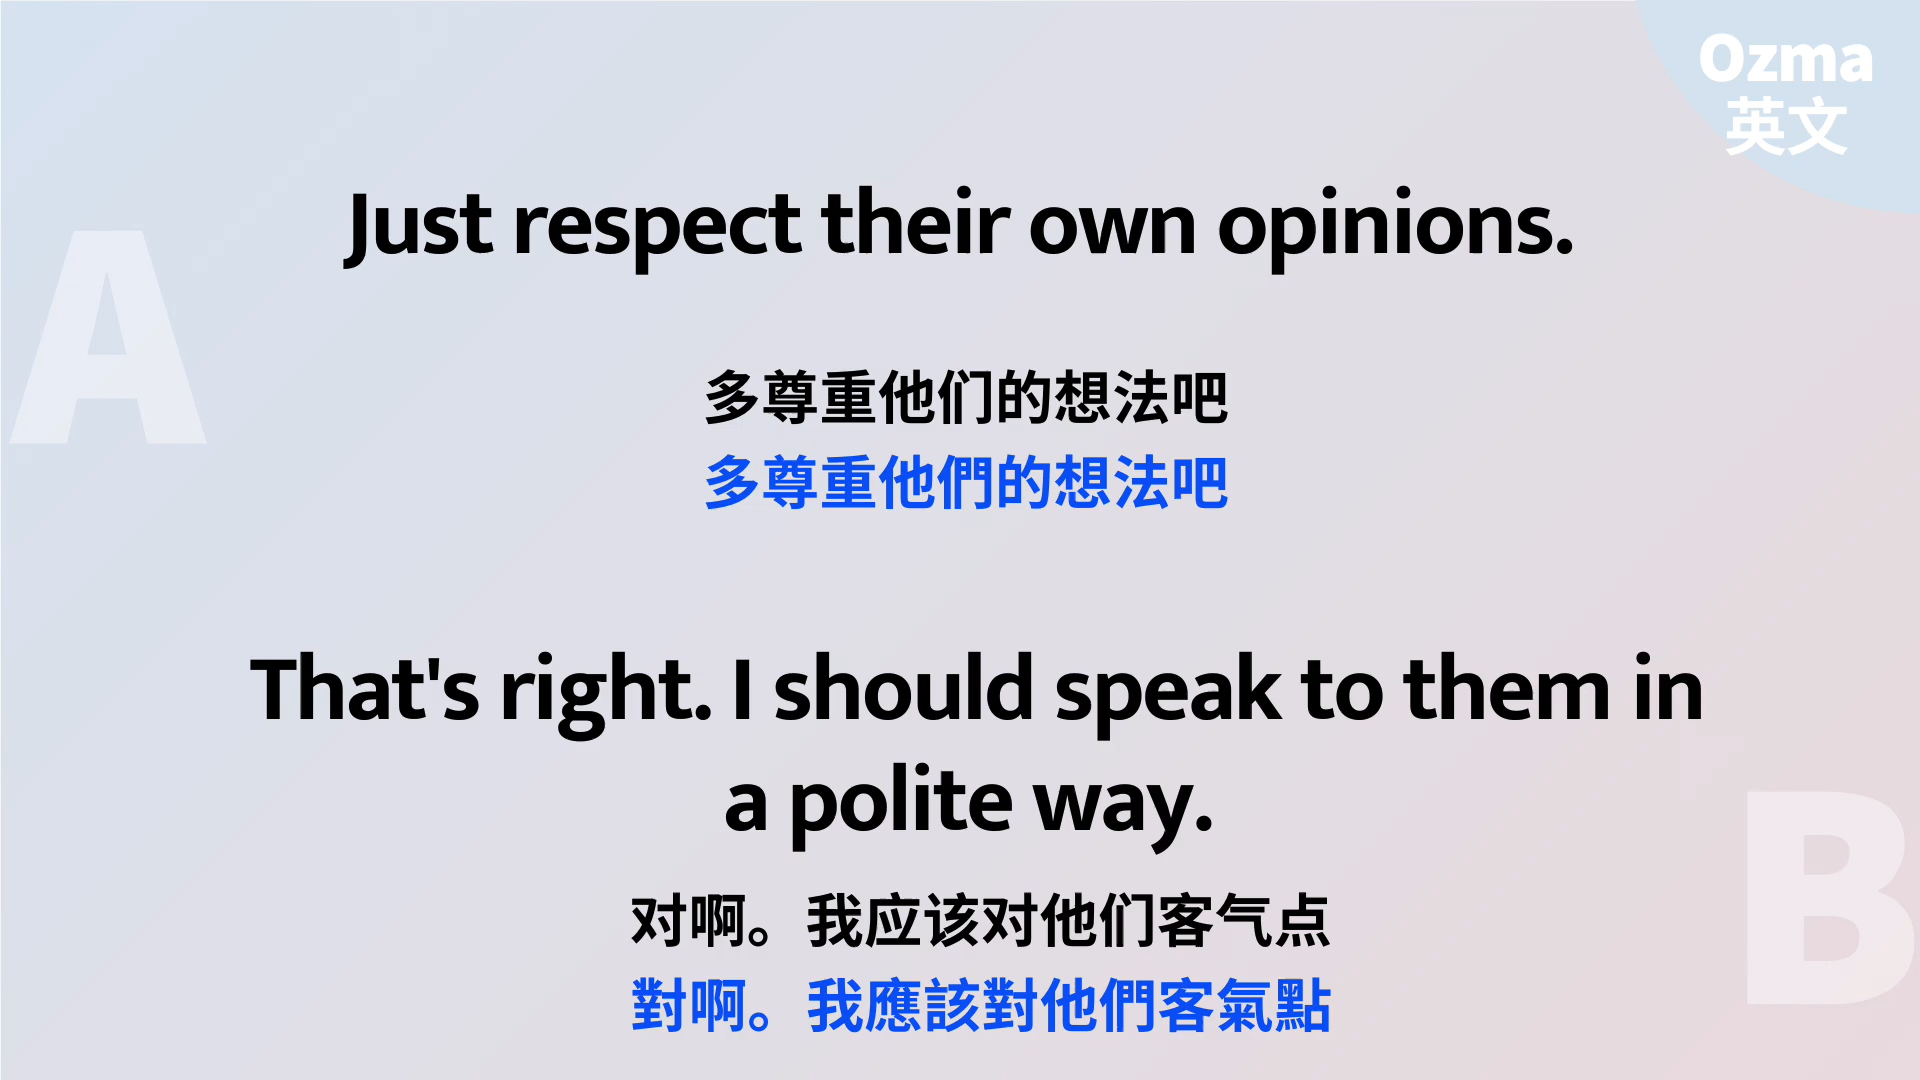 Ozma
英文
A
Just respect their own opinions.
多尊重他们的想法吧
多尊重他們的想法吧
That's right. I should speak to them in
a polite way.
B
对啊。我应该对他们客气点
對啊。我應該對他們客氣點